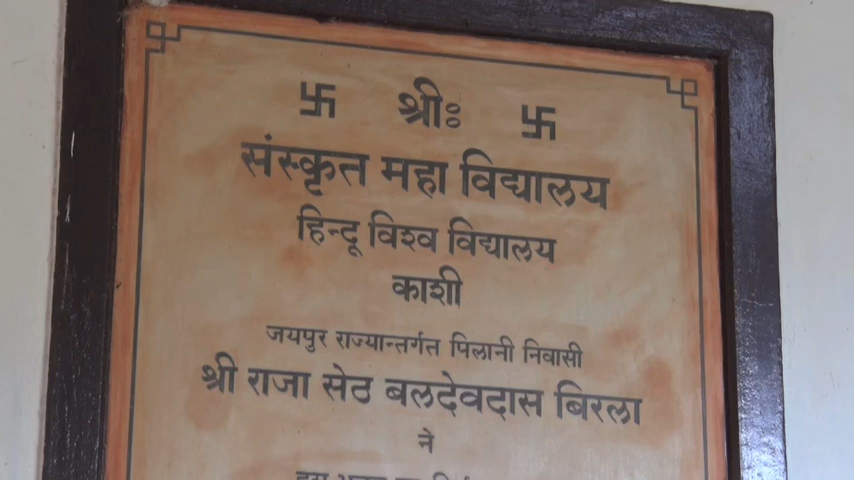 卐 श्रीः 卐
संस्कृत महा विद्यालय
हिन्दू विश्व विद्यालय
काशी
जयपुर राज्यान्तर्गत पिलानी निवासी
श्री राजा सेठ बलदेवदास बिरला
ने